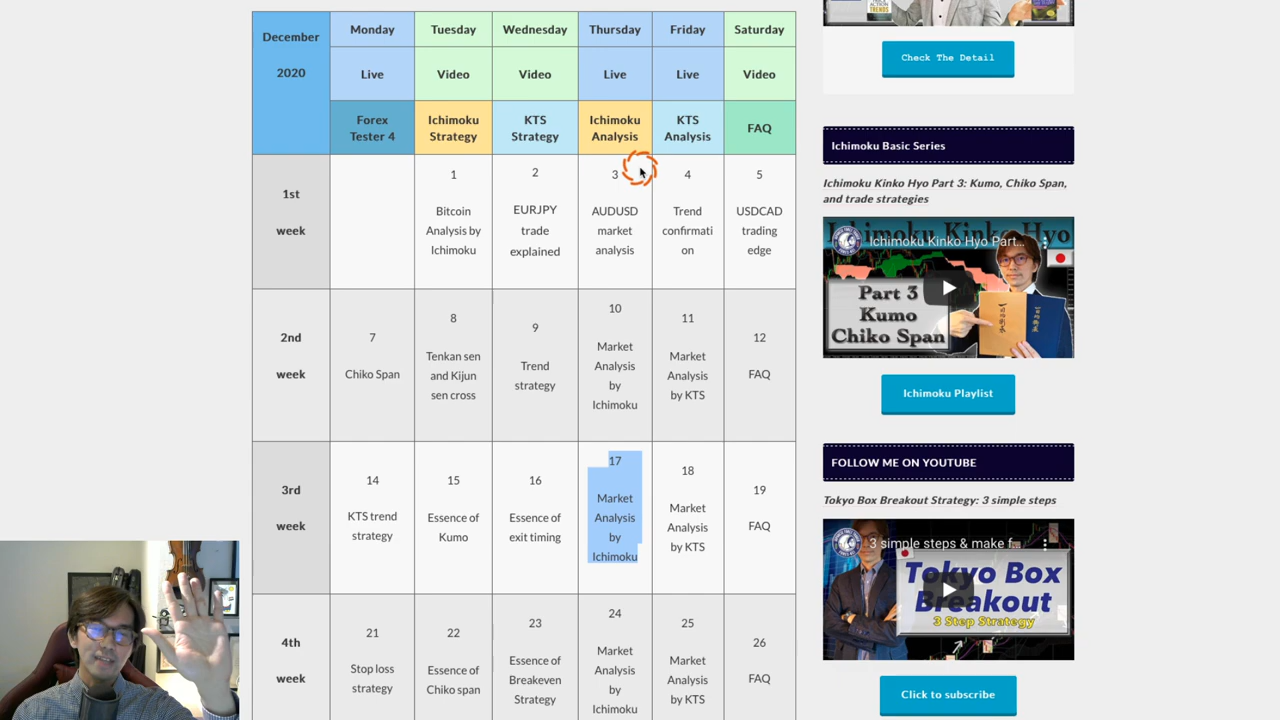 December
2020
Monday
Tuesday
Wednesday
Thursday
Friday
Saturday
Live
Video
Video
Live
Live
Video
Forex
Tester 4
Ichimoku
Strategy
KTS
Strategy
Ichimoku
Analysis
KTS
Analysis
FAQ
1st
week
1
Bitcoin
Analysis by
Ichimoku
2
EURJPY
trade
explained
3
AUDUSD
market
analysis
4
Trend
confirmati
on
5
USDCAD
trading
edge
2nd
week
7
Chiko Span
8
Tenkan sen
and Kijun
sen cross
9
Trend
strategy
10
Market
Analysis
by
Ichimoku
11
Market
Analysis
by KTS
12
FAQ
3rd
week
14
KTS trend
strategy
15
Essence of
Kumo
16
Essence of
exit timing
17
Market
Analysis
by
Ichimoku
18
Market
Analysis
by KTS
19
FAQ
4th
week
21
Stop loss
strategy
22
Essence of
Chiko span
23
Essence of
Breakeven
Strategy
24
Market
Analysis
by
Ichimoku
25
Market
Analysis
by KTS
26
FAQ
Check The Detail
Ichimoku Basic Series
Ichimoku Kinko Hyo Part 3: Kumo, Chiko Span,
and trade strategies
Ichimoku Kinko Hyo Part...
Part 3
Kumo
Chiko Span
Ichimoku Playlist
FOLLOW ME ON YOUTUBE
Tokyo Box Breakout Strategy: 3 simple steps
3 simple steps & make f...
Tokyo Box
Breakout
3 Step Strategy
Click to subscribe